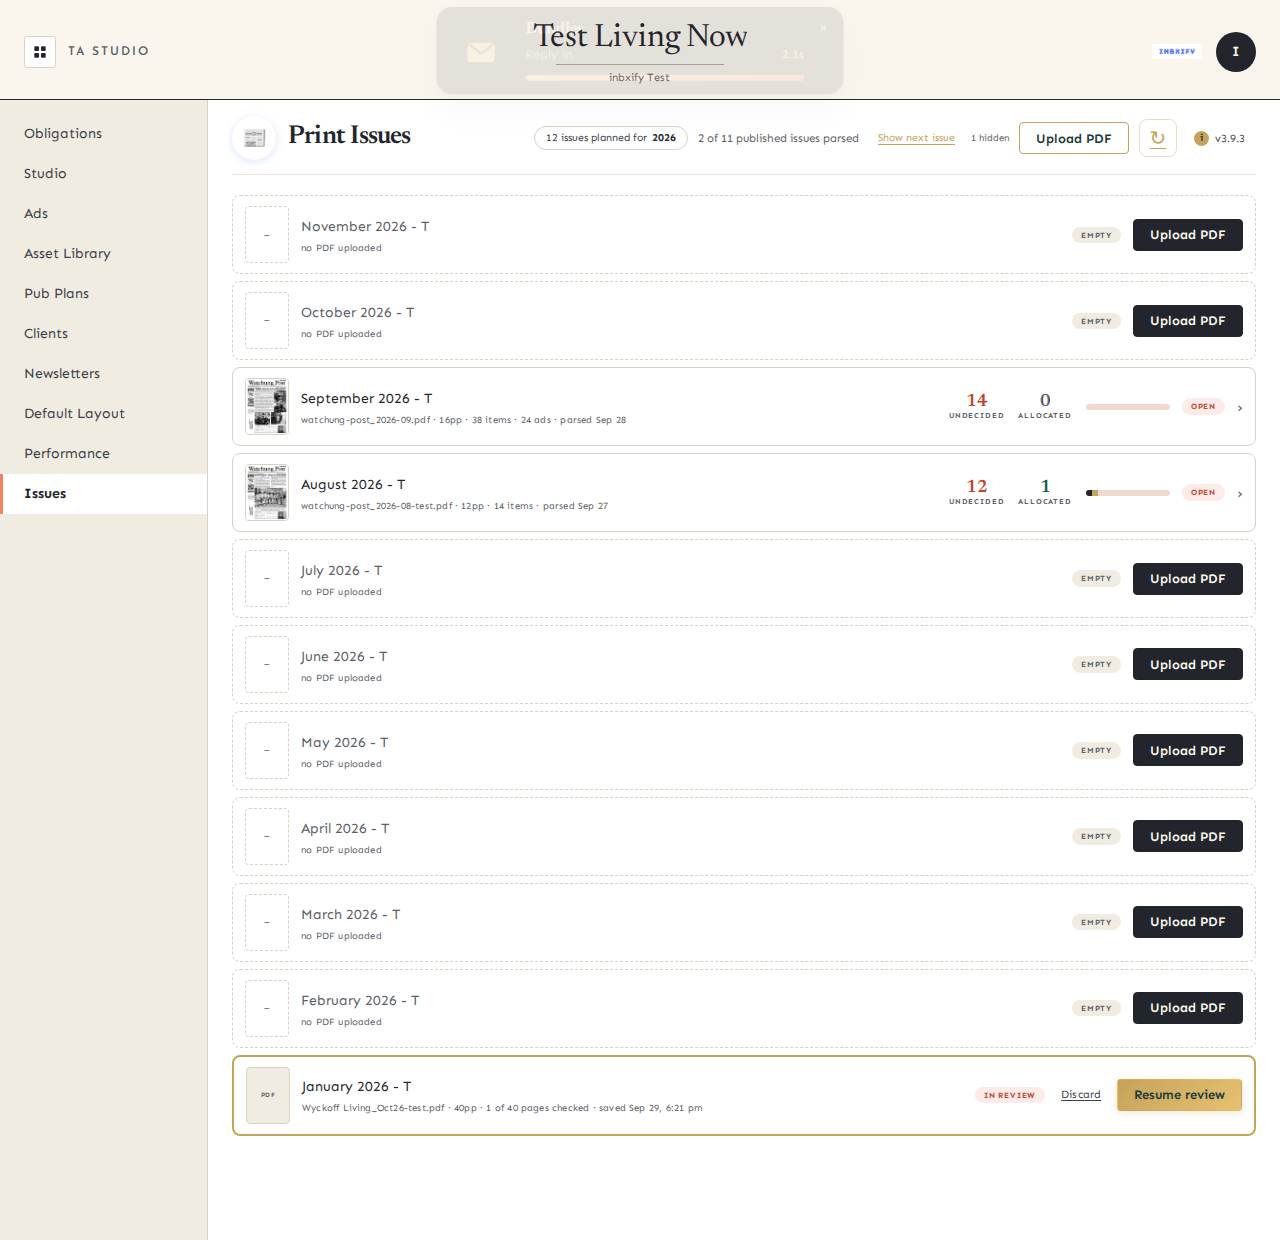 TA STUDIO
Test Living Now
Reply in
2.1s
inbxify Test
INBXIFY
I
Obligations
Studio
Ads
Asset Library
Pub Plans
Clients
Newsletters
Default Layout
Performance
Issues
Print Issues
12 issues planned for 2026
2 of 11 published issues parsed
Show next issue
1 hidden
Upload PDF
↻
i v3.9.3
–
November 2026 - T
no PDF uploaded
EMPTY
Upload PDF
–
October 2026 - T
no PDF uploaded
EMPTY
Upload PDF
Watchung Post
September 2026 - T
watchung-post_2026-09.pdf · 16pp · 38 items · 24 ads · parsed Sep 28
14 UNDECIDED
0 ALLOCATED
OPEN ›
Watchung Post
August 2026 - T
watchung-post_2026-08-test.pdf · 12pp · 14 items · parsed Sep 27
12 UNDECIDED
1 ALLOCATED
OPEN ›
–
July 2026 - T
no PDF uploaded
EMPTY
Upload PDF
–
June 2026 - T
no PDF uploaded
EMPTY
Upload PDF
–
May 2026 - T
no PDF uploaded
EMPTY
Upload PDF
–
April 2026 - T
no PDF uploaded
EMPTY
Upload PDF
–
March 2026 - T
no PDF uploaded
EMPTY
Upload PDF
–
February 2026 - T
no PDF uploaded
EMPTY
Upload PDF
PDF
January 2026 - T
Wyckoff Living_Oct26-test.pdf · 40pp · 1 of 40 pages checked · saved Sep 29, 6:21 pm
IN REVIEW
Discard
Resume review